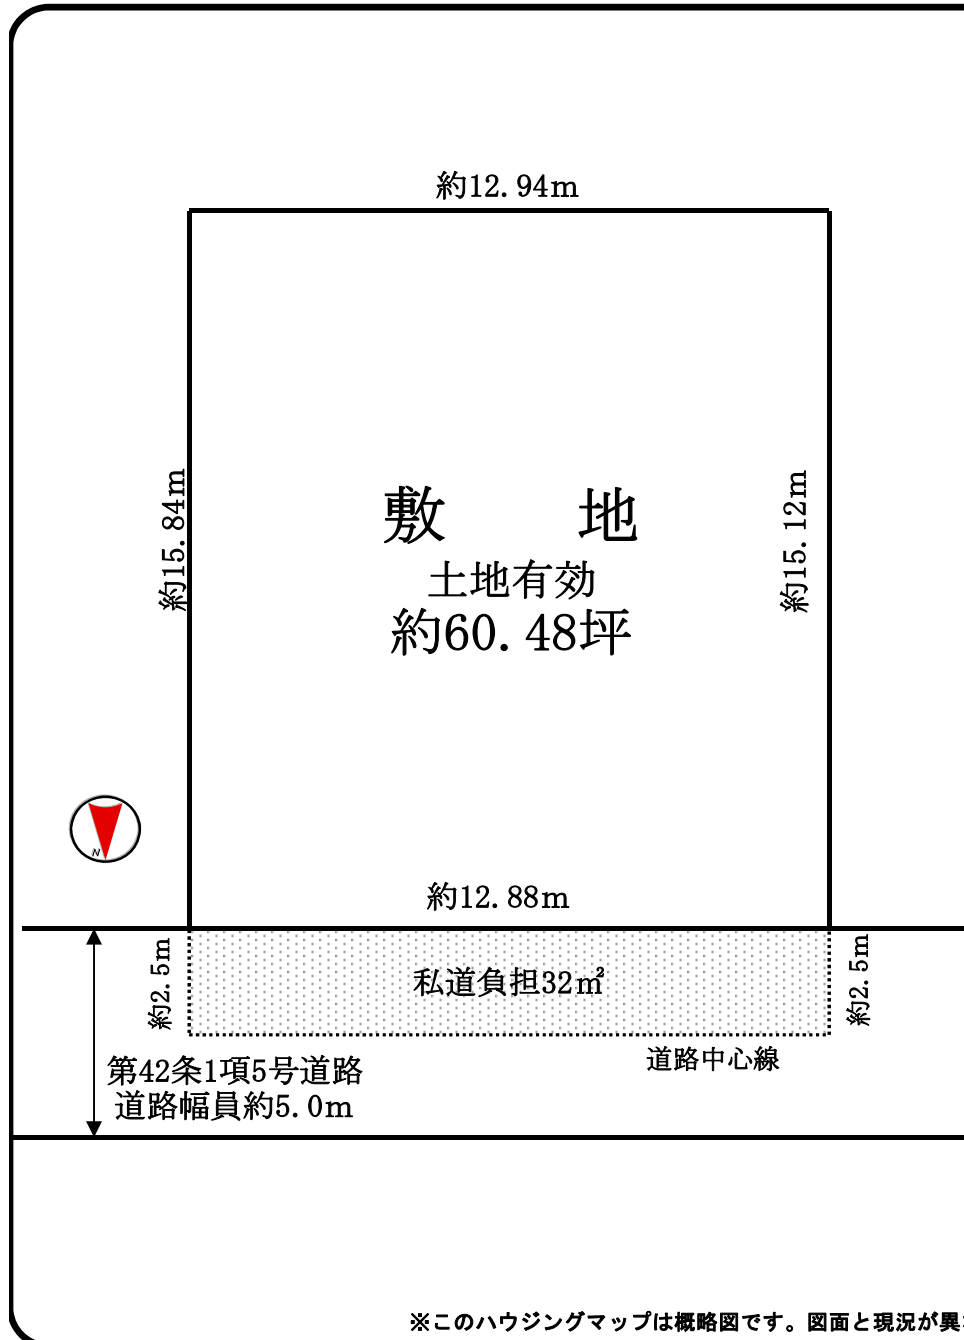 約12.94m
約15.84m
約15.12m
敷　地
土地有効
約60.48坪
N
約12.88m
約2.5m
私道負担32㎡
約2.5m
道路中心線
第42条1項5号道路
道路幅員約5.0m
※このハウジングマップは概略図です。図面と現況が異